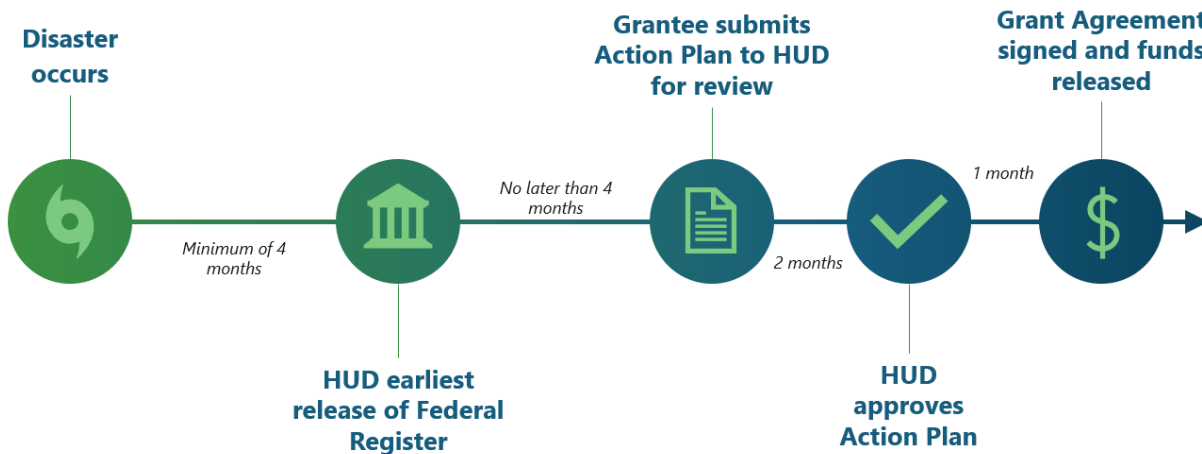 Disaster
occurs
Minimum of 4
months
HUD earliest
release of Federal
Register
No later than 4
months
Grantee submits
Action Plan to HUD
for review
2 months
HUD
approves
Action Plan
1 month
Grant Agreement
signed and funds
released